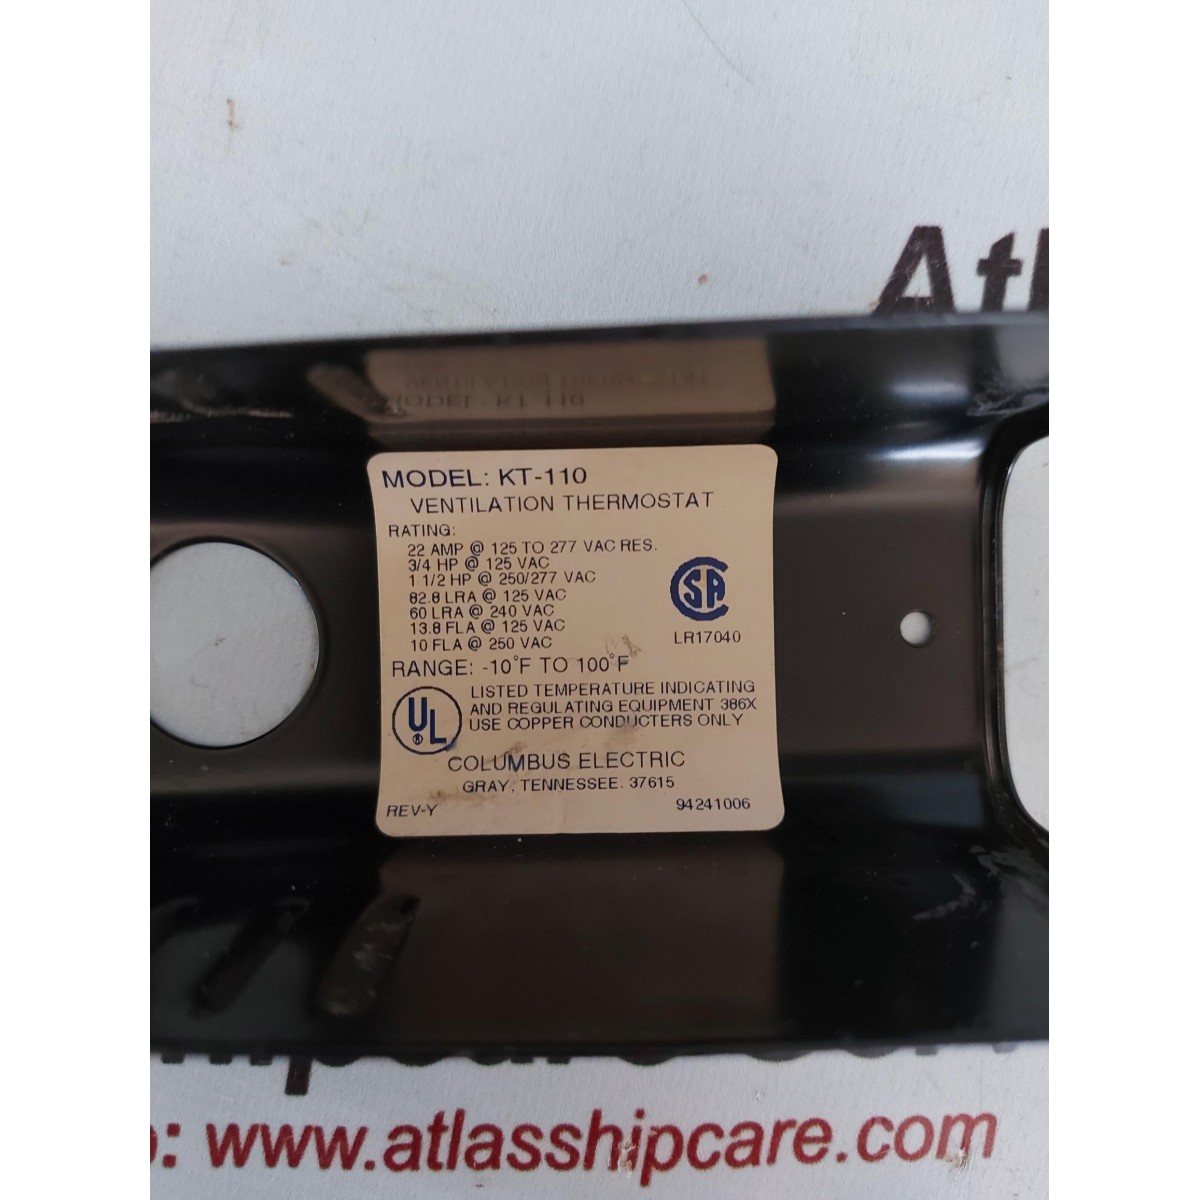 Atl
MODEL: KT-110
VENTILATION THERMOSTAT
RATING:
22 AMP @ 125 TO 277 VAC RES.
3/4 HP @ 125 VAC
1 1/2 HP @ 250/277 VAC
82.8 LRA @ 125 VAC
60 LRA @ 240 VAC
13.8 FLA @ 125 VAC
10 FLA @ 250 VAC
SA
LR17040
RANGE: -10°F TO 100°F
UL®
LISTED TEMPERATURE INDICATING
AND REGULATING EQUIPMENT 386X
USE COPPER CONDUCTERS ONLY
COLUMBUS ELECTRIC
GRAY, TENNESSEE. 37615
REV-Y
94241006
: www.atlasshipcare.com